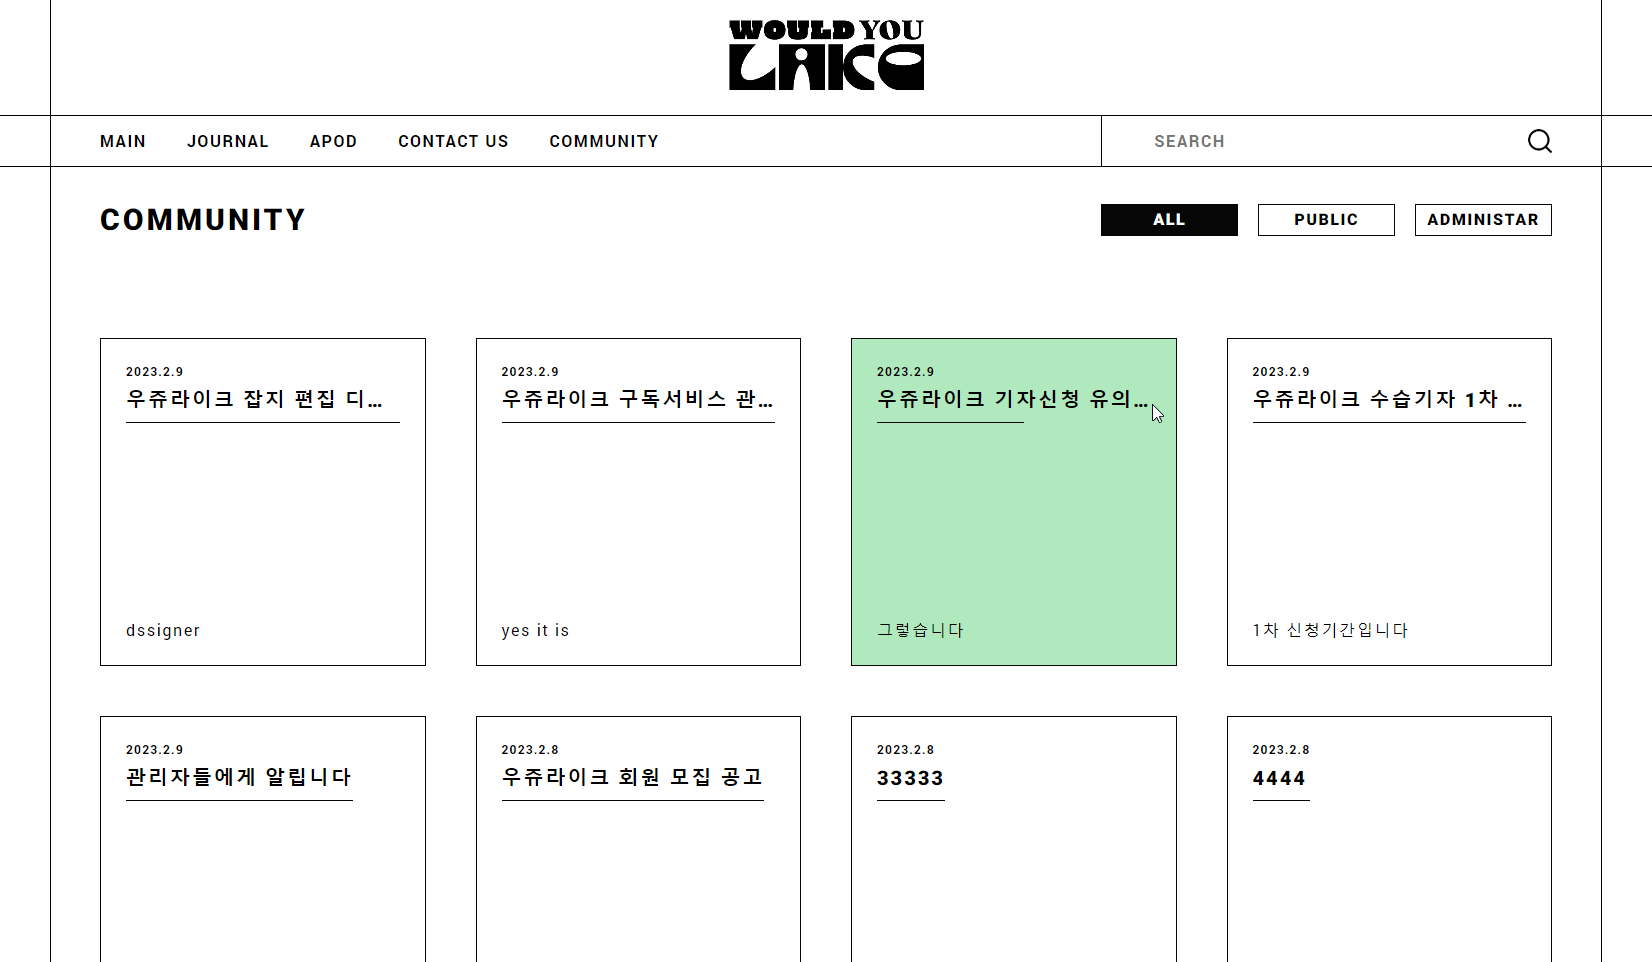 WOULD YOU
LIKE
MAIN JOURNAL APOD CONTACT US COMMUNITY SEARCH
COMMUNITY ALL PUBLIC ADMINISTAR
2023.2.9
우쥬라이크 잡지 편집 디...
dssigner
2023.2.9
우쥬라이크 구독서비스 관...
yes it is
2023.2.9
우쥬라이크 기자신청 유의...
그렇습니다
2023.2.9
우쥬라이크 수습기자 1차 ...
1차 신청기간입니다
2023.2.9
관리자들에게 알립니다
2023.2.8
우쥬라이크 회원 모집 공고
2023.2.8
33333
2023.2.8
4444